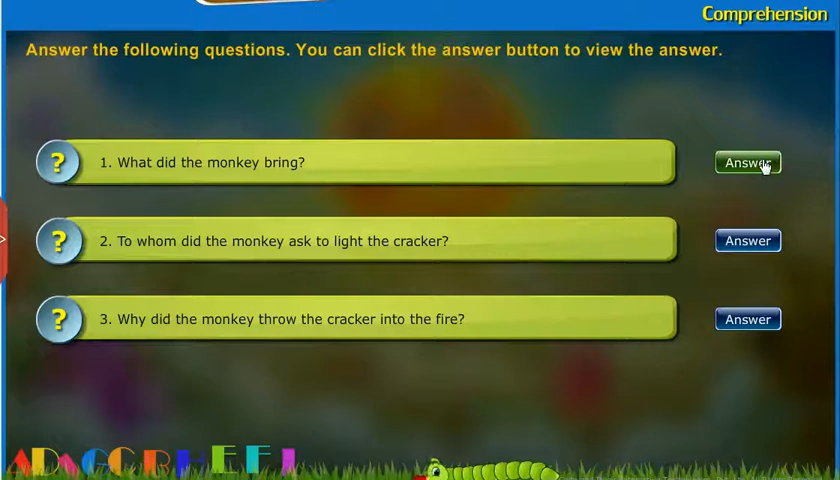 Comprehension
Answer the following questions. You can click the answer button to view the answer.
? 1. What did the monkey bring? Answer
? 2. To whom did the monkey ask to light the cracker? Answer
? 3. Why did the monkey throw the cracker into the fire? Answer